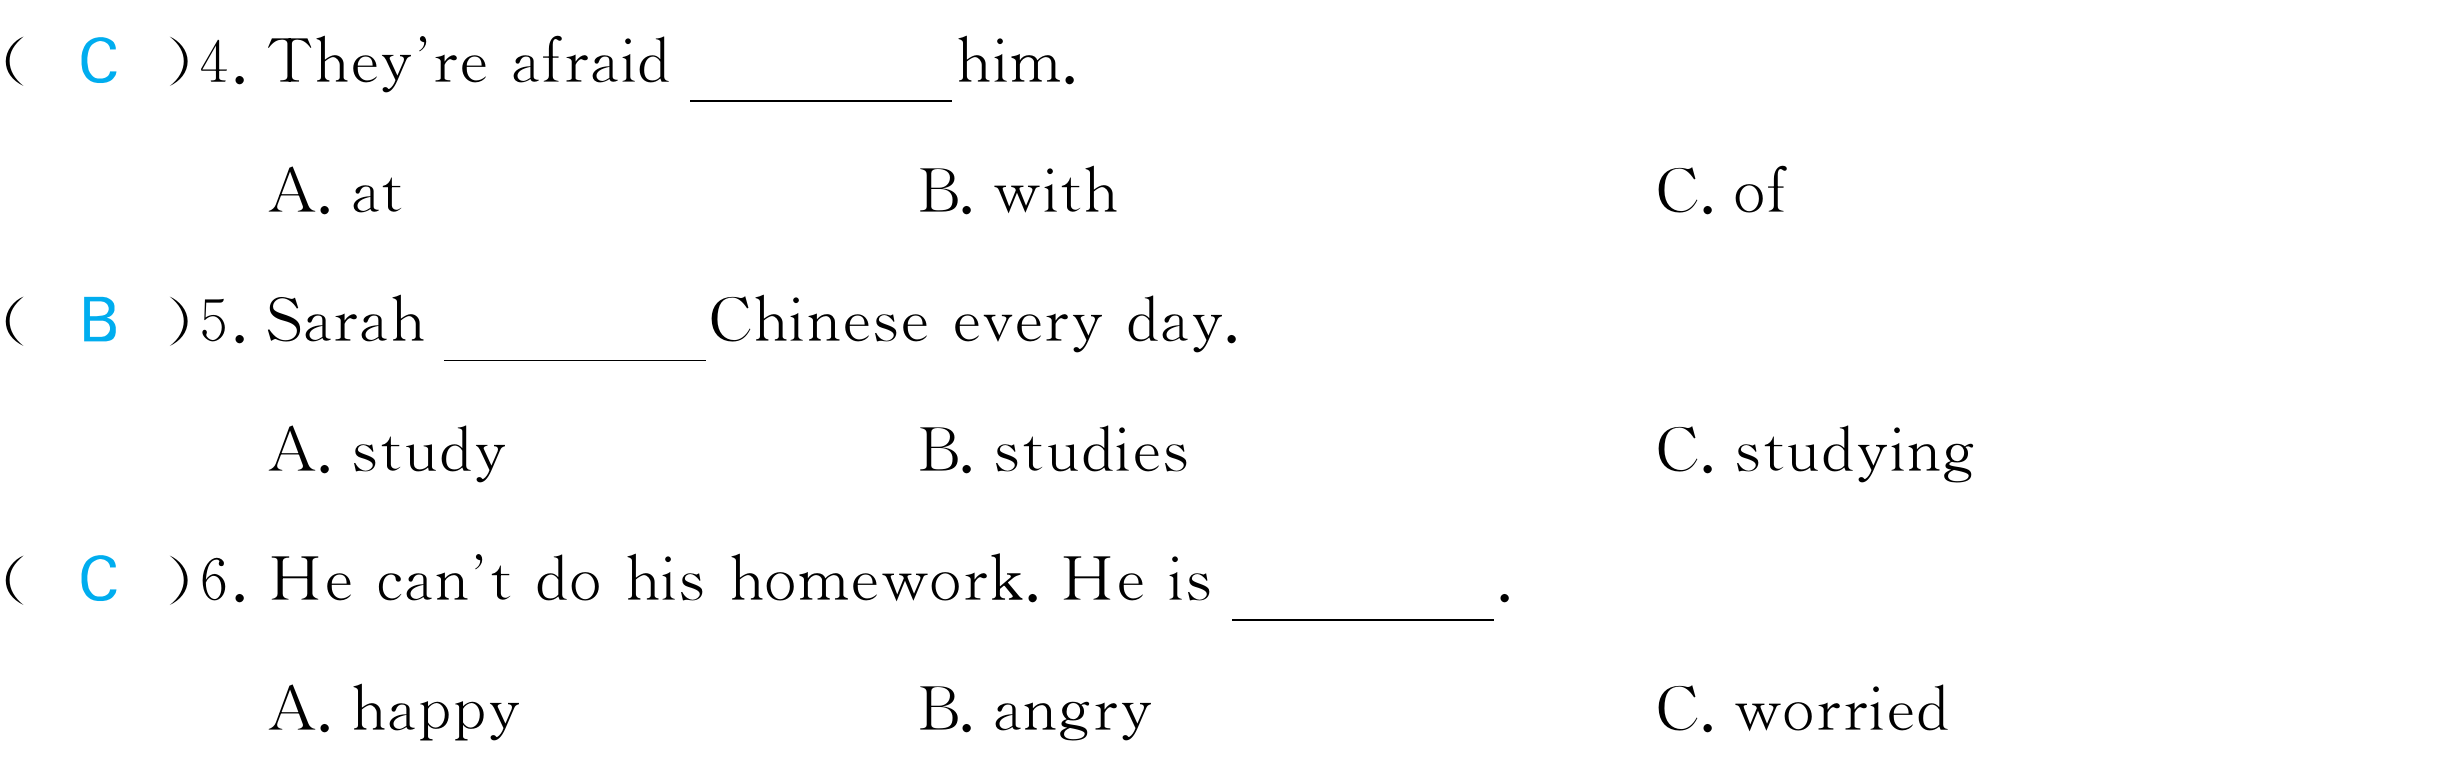 ( C )4. They’re afraid ________ him.
A. at B. with C. of
( B )5. Sarah ________ Chinese every day.
A. study B. studies C. studying
( C )6. He can’t do his homework. He is ________.
A. happy B. angry C. worried